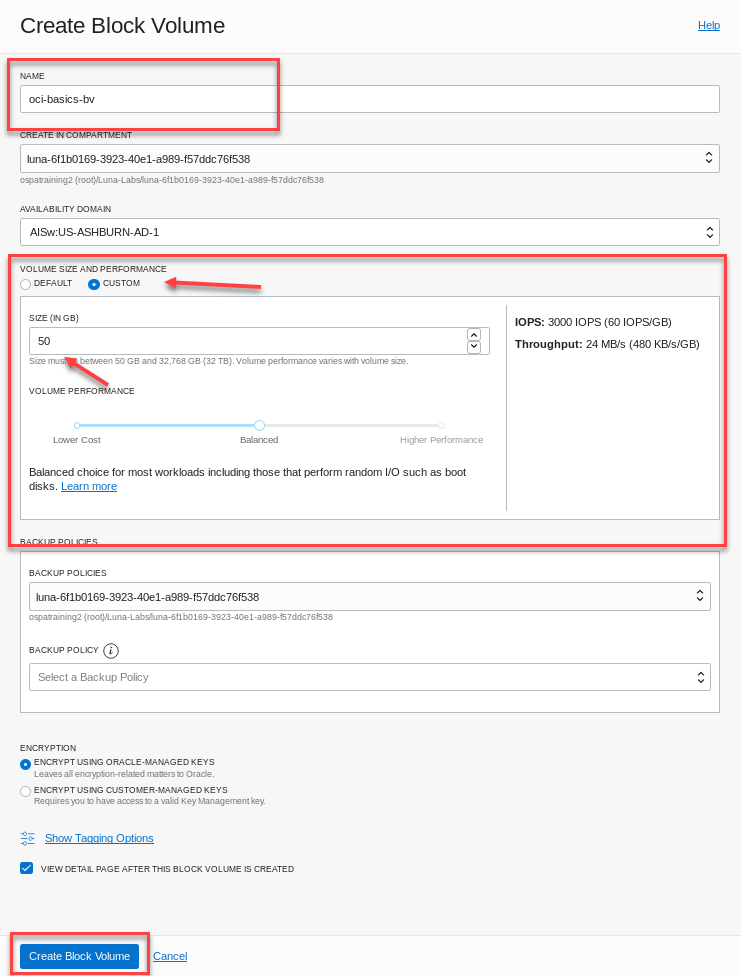 Create Block Volume
Help
NAME
oci-basics-bv
CREATE IN COMPARTMENT
luna-6f1b0169-3923-40e1-a989-f57ddc76f538
ospatraining2 (root)/Luna-Labs/luna-6f1b0169-3923-40e1-a989-f57ddc76f538
AVAILABILITY DOMAIN
AISw:US-ASHBURN-AD-1
VOLUME SIZE AND PERFORMANCE
DEFAULT CUSTOM
SIZE (IN GB)
50
Size must be between 50 GB and 32,768 GB (32 TB). Volume performance varies with volume size.
VOLUME PERFORMANCE
Lower Cost Balanced Higher Performance
Balanced choice for most workloads including those that perform random I/O such as boot
disks. Learn more
IOPS: 3000 IOPS (60 IOPS/GB)
Throughput: 24 MB/s (480 KB/s/GB)
BACKUP POLICIES
BACKUP POLICIES
luna-6f1b0169-3923-40e1-a989-f57ddc76f538
ospatraining2 (root)/Luna-Labs/luna-6f1b0169-3923-40e1-a989-f57ddc76f538
BACKUP POLICY i
Select a Backup Policy
ENCRYPTION
ENCRYPT USING ORACLE-MANAGED KEYS
Leaves all encryption-related matters to Oracle.
ENCRYPT USING CUSTOMER-MANAGED KEYS
Requires you to have access to a valid Key Management key.
Show Tagging Options
VIEW DETAIL PAGE AFTER THIS BLOCK VOLUME IS CREATED
Create Block Volume Cancel